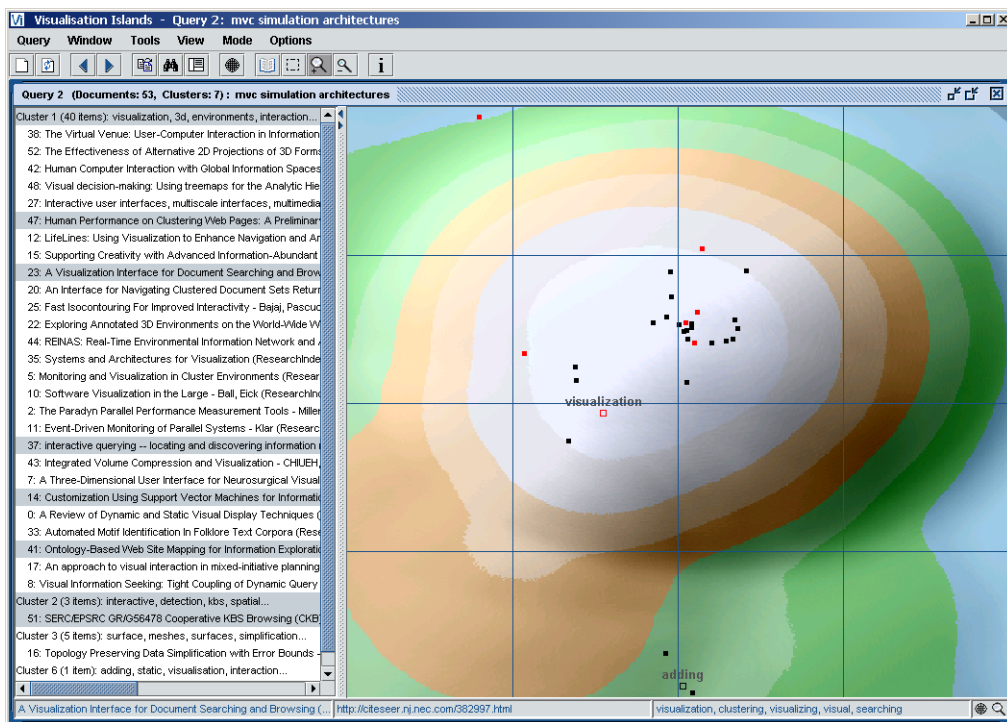 Vi Visualisation Islands - Query 2: mvc simulation architectures
Query Window Tools View Mode Options
i
Query 2 (Documents: 53, Clusters: 7) : mvc simulation architectures
Cluster 1 (40 items): visualization, 3d, environments, interaction...
38: The Virtual Venue: User-Computer Interaction in Information
52: The Effectiveness of Alternative 2D Projections of 3D Forms
42: Human Computer Interaction with Global Information Spaces
48: Visual decision-making: Using treemaps for the Analytic Hie
27: Interactive user interfaces, multiscale interfaces, multimedia
47: Human Performance on Clustering Web Pages: A Preliminary
12: LifeLines: Using Visualization to Enhance Navigation and An
15: Supporting Creativity with Advanced Information-Abundant
23: A Visualization Interface for Document Searching and Brow
20: An Interface for Navigating Clustered Document Sets Return
25: Fast Isocontouring For Improved Interactivity - Bajaj, Pascuc
22: Exploring Annotated 3D Environments on the World-Wide W
44: REINAS: Real-Time Environmental Information Network and A
35: Systems and Architectures for Visualization (ResearchIndex
5: Monitoring and Visualization in Cluster Environments (Resear
10: Software Visualization in the Large - Ball, Eick (ResearchInd
2: The Paradyn Parallel Performance Measurement Tools - Miller
11: Event-Driven Monitoring of Parallel Systems - Klar (Researc
37: interactive querying -- locating and discovering information r
43: Integrated Volume Compression and Visualization - CHIUEH,
7: A Three-Dimensional User Interface for Neurosurgical Visual
14: Customization Using Support Vector Machines for Informatic
0: A Review of Dynamic and Static Visual Display Techniques (
33: Automated Motif Identification In Folklore Text Corpora (Rese
41: Ontology-Based Web Site Mapping for Information Exploratic
17: An approach to visual interaction in mixed-initiative planning
8: Visual Information Seeking: Tight Coupling of Dynamic Query
Cluster 2 (3 items): interactive, detection, kbs, spatial...
51: SERC/EPSRC GR/G56478 Cooperative KBS Browsing (CKB)
Cluster 3 (5 items): surface, meshes, surfaces, simplification...
16: Topology Preserving Data Simplification with Error Bounds -
Cluster 6 (1 item): adding, static, visualisation, interaction...
visualization
adding
A Visualization Interface for Document Searching and Browsing (... http://citeseer.nj.nec.com/382997.html visualization, clustering, visualizing, visual, searching